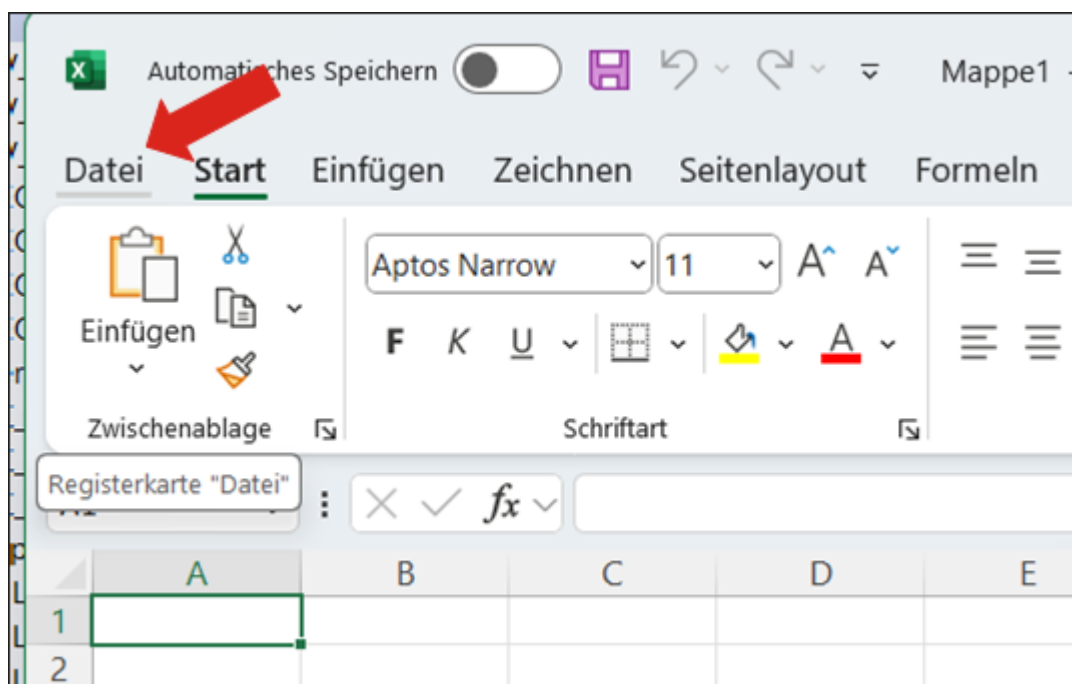 Automatisches Speichern Mappe1 -
Datei Start Einfügen Zeichnen Seitenlayout Formeln
Aptos Narrow 11 A A
Einfügen
F K U A
Zwischenablage Schriftart
Registerkarte "Datei"
fx
A B C D E
1
2